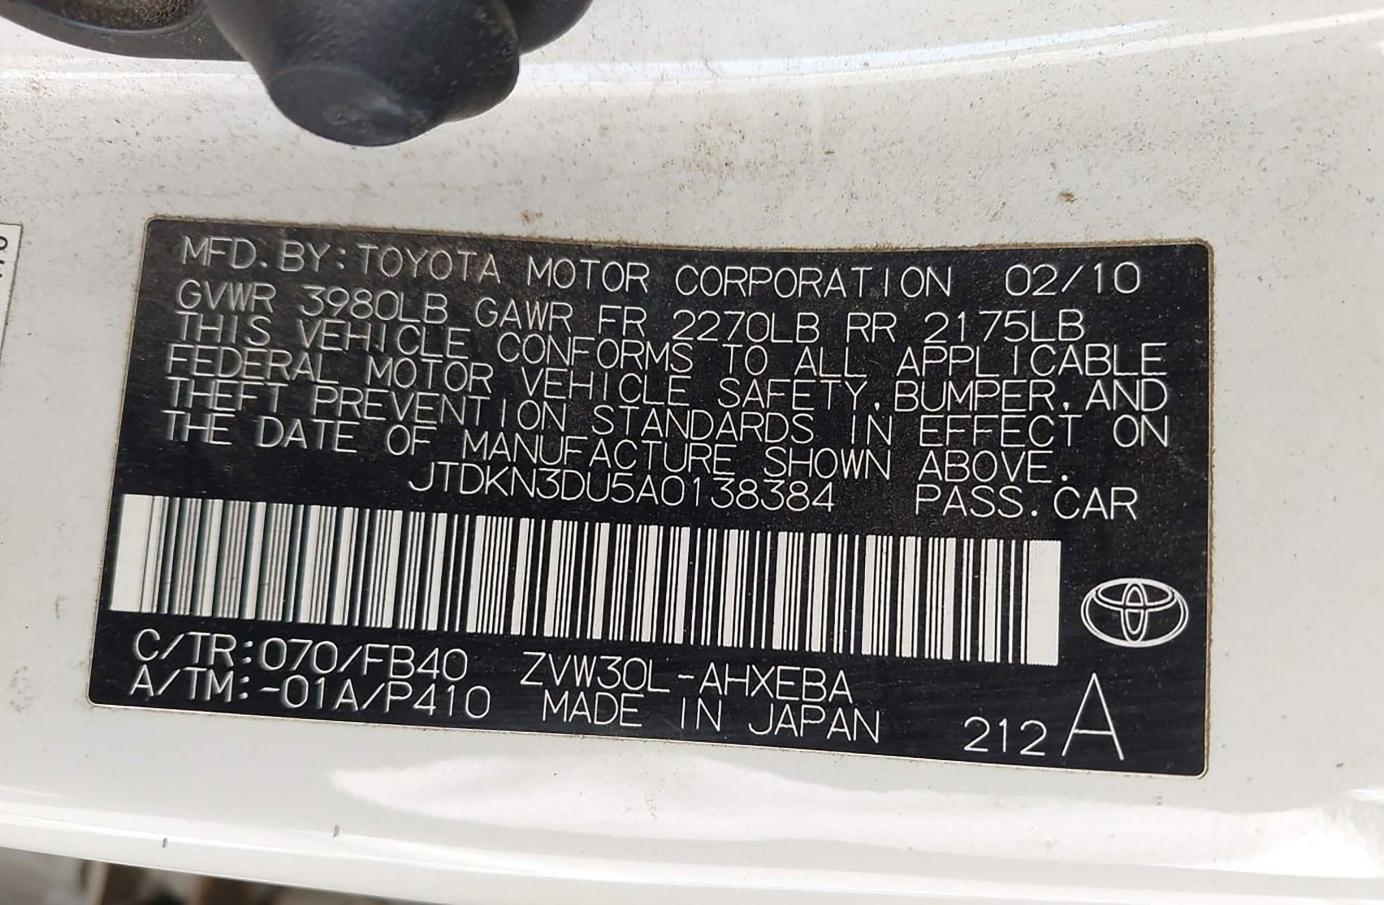 MFD. BY: TOYOTA MOTOR CORPORATION 02/10
GVWR 3980LB GAWR FR 2270LB RR 2175LB
THIS VEHICLE CONFORMS TO ALL APPLICABLE
FEDERAL MOTOR VEHICLE SAFETY, BUMPER, AND
THEFT PREVENTION STANDARDS IN EFFECT ON
THE DATE OF MANUFACTURE SHOWN ABOVE.
JTDKN3DU5A0138384 PASS. CAR
C/TR:070/FB40 ZVW30L-AHXEBA
A/TM:-01A/P410 MADE IN JAPAN 212 A